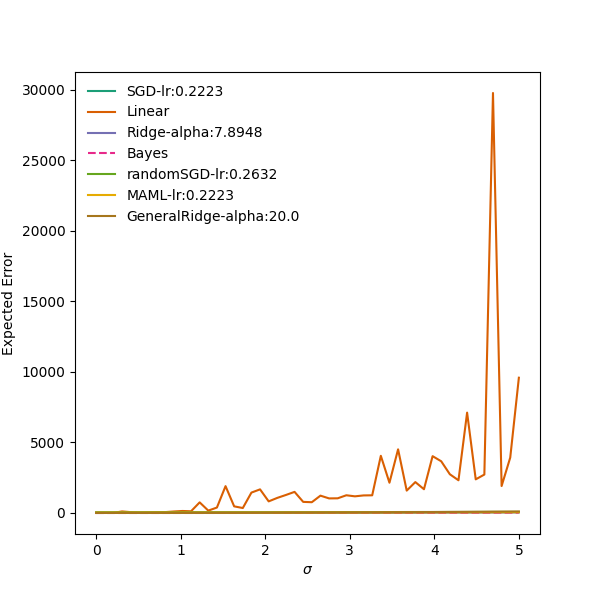 30000
25000
20000
15000
10000
5000
0
Expected Error
SGD-lr:0.2223
Linear
Ridge-alpha:7.8948
Bayes
randomSGD-lr:0.2632
MAML-lr:0.2223
GeneralRidge-alpha:20.0
0 1 2 3 4 5
σ